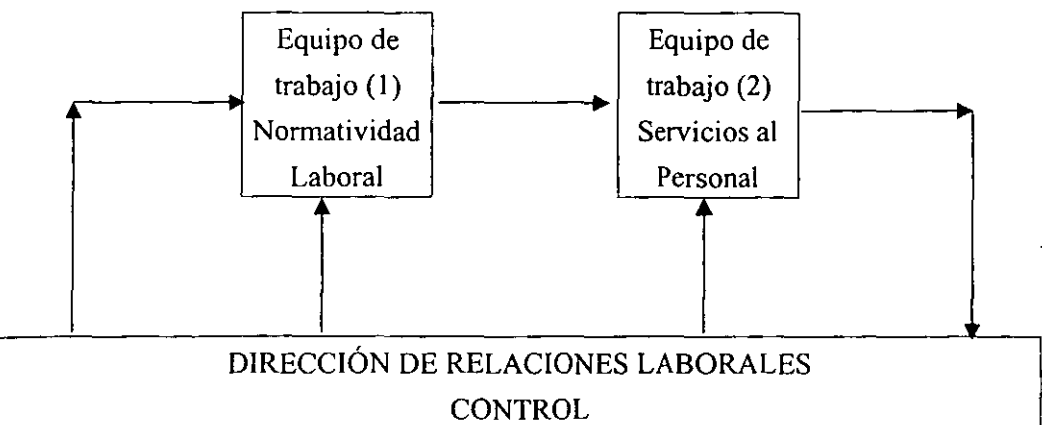 Equipo de
trabajo (1)
Normatividad
Laboral
Equipo de
trabajo (2)
Servicios al
Personal
DIRECCIÓN DE RELACIONES LABORALES
CONTROL